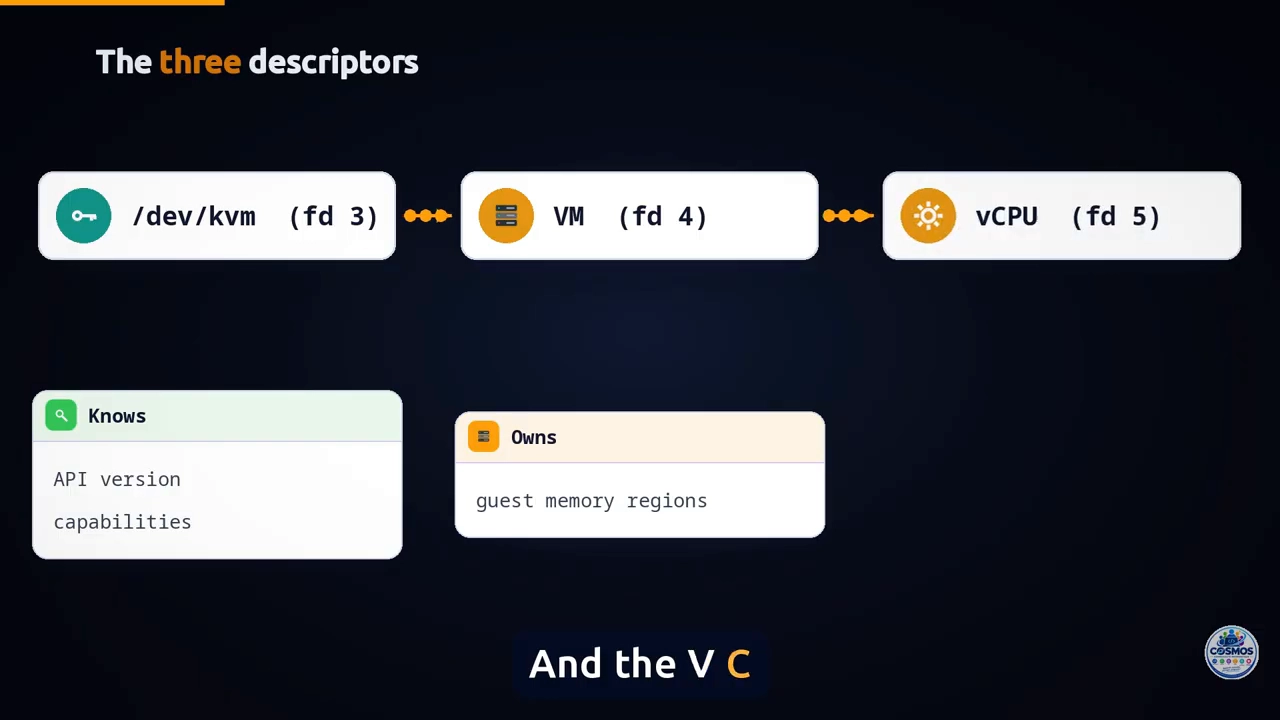 The three descriptors
/dev/kvm (fd 3)
VM (fd 4)
vCPU (fd 5)
Knows
API version
capabilities
Owns
guest memory regions
And the V C
COSMOS